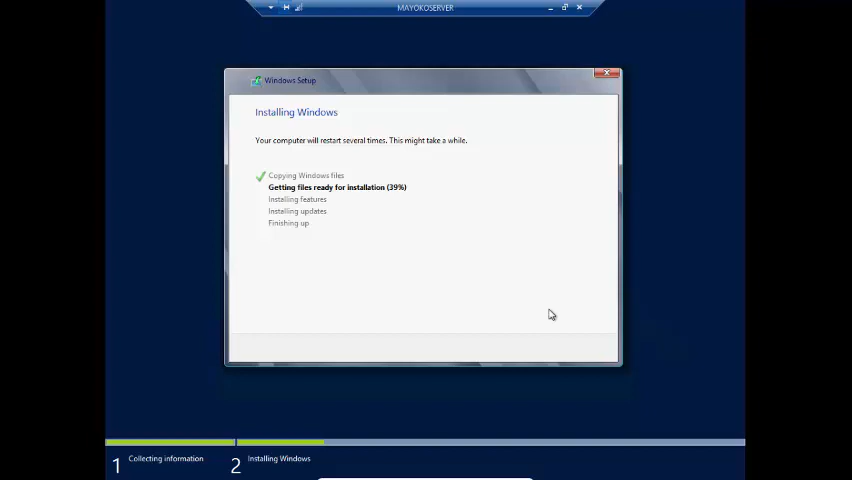 MAYOKOSERVER
Windows Setup
Installing Windows
Your computer will restart several times. This might take a while.
Copying Windows files
Getting files ready for installation (39%)
Installing features
Installing updates
Finishing up
1 Collecting information
2 Installing Windows